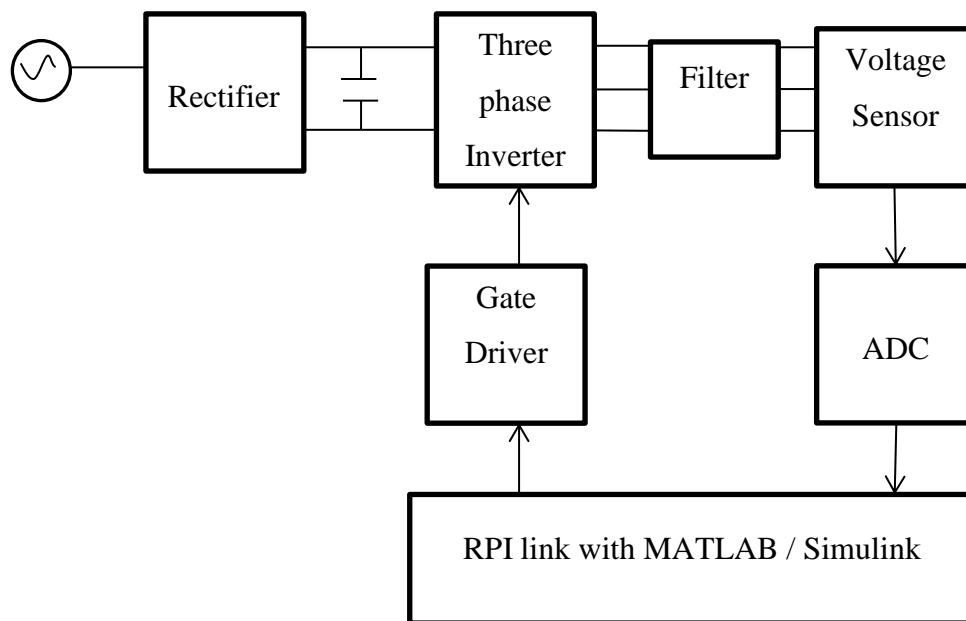 Rectifier
Three
phase
Inverter
Filter
Voltage
Sensor
Gate
Driver
ADC
RPI link with MATLAB / Simulink